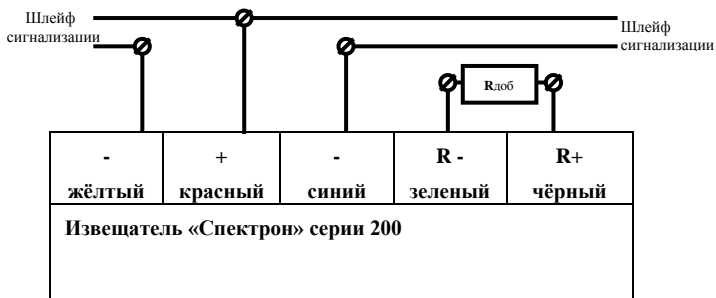 Шлейф
сигнализации
Шлейф
сигнализации
Rдоб
- + - R - R+
жёлтый красный синий зеленый чёрный
Извещатель «Спектрон» серии 200